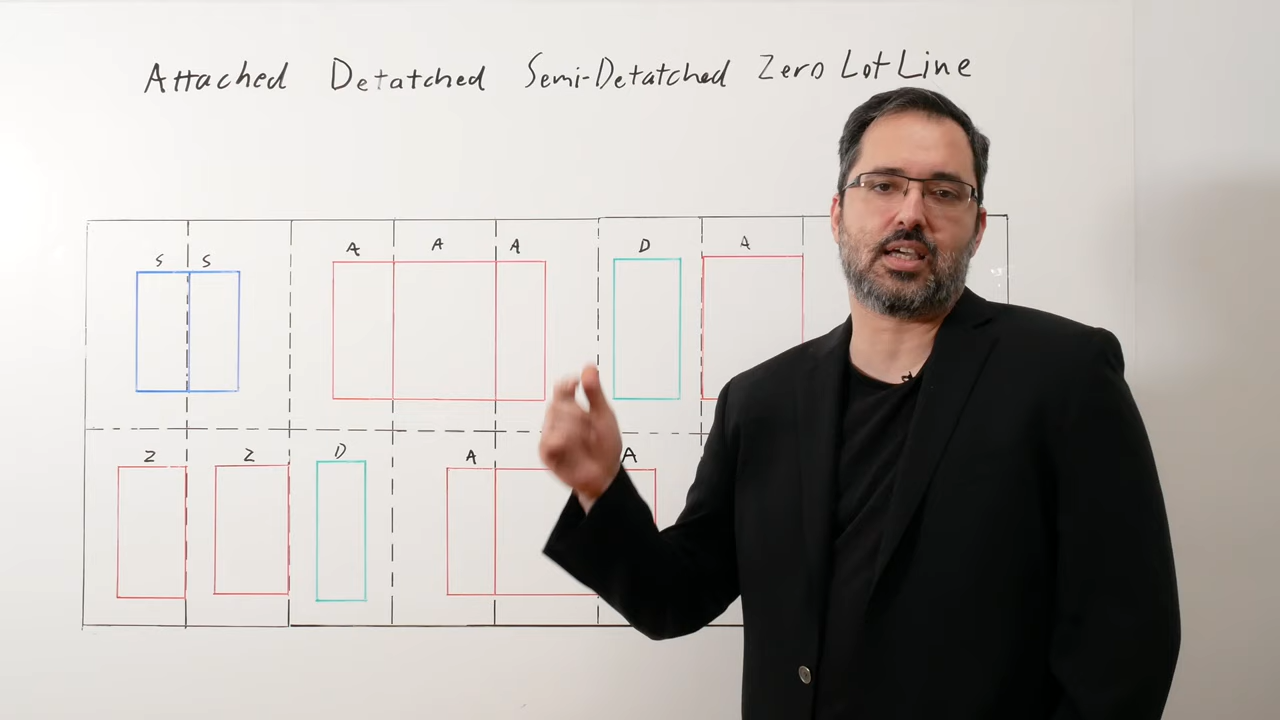 Attached Detatched Semi-Detatched Zero Lot Line
S S A A A D A
Z Z D A A